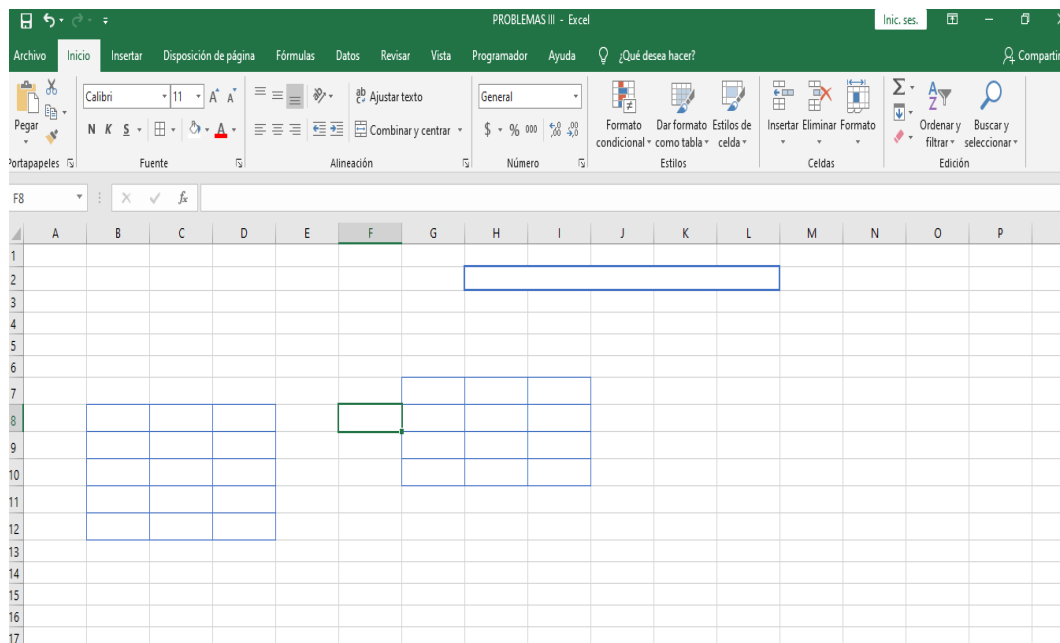 PROBLEMAS III - Excel
Inic. ses.
Archivo Inicio Insertar Disposición de página Fórmulas Datos Revisar Vista Programador Ayuda ¿Qué desea hacer? Compartir
Pegar
Calibri 11 A A
N K S A
Ajustar texto
Combinar y centrar
General
$ % 000
Formato condicional
Dar formato como tabla
Estilos de celda
Insertar Eliminar Formato
Ordenar y filtrar
Buscar y seleccionar
Portapapeles Fuente Alineación Número Estilos Celdas Edición
F8 fx
A B C D E F G H I J K L M N O P
1
2
3
4
5
6
7
8
9
10
11
12
13
14
15
16
17